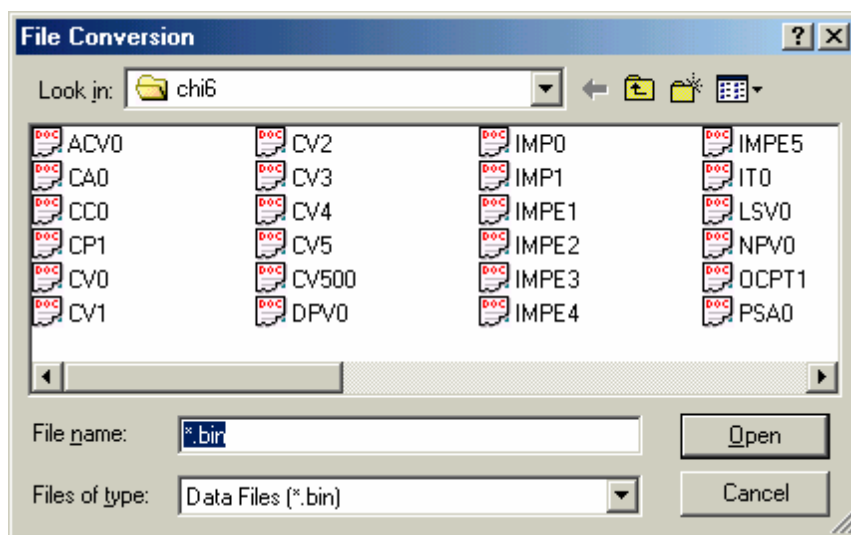 File Conversion
Look in: chi6
ACV0 CV2 IMP0 IMPE5
CA0 CV3 IMP1 IT0
CC0 CV4 IMPE1 LSV0
CP1 CV5 IMPE2 NPV0
CV0 CV500 IMPE3 OCPT1
CV1 DPV0 IMPE4 PSA0
File name: *.bin Open
Files of type: Data Files (*.bin) Cancel